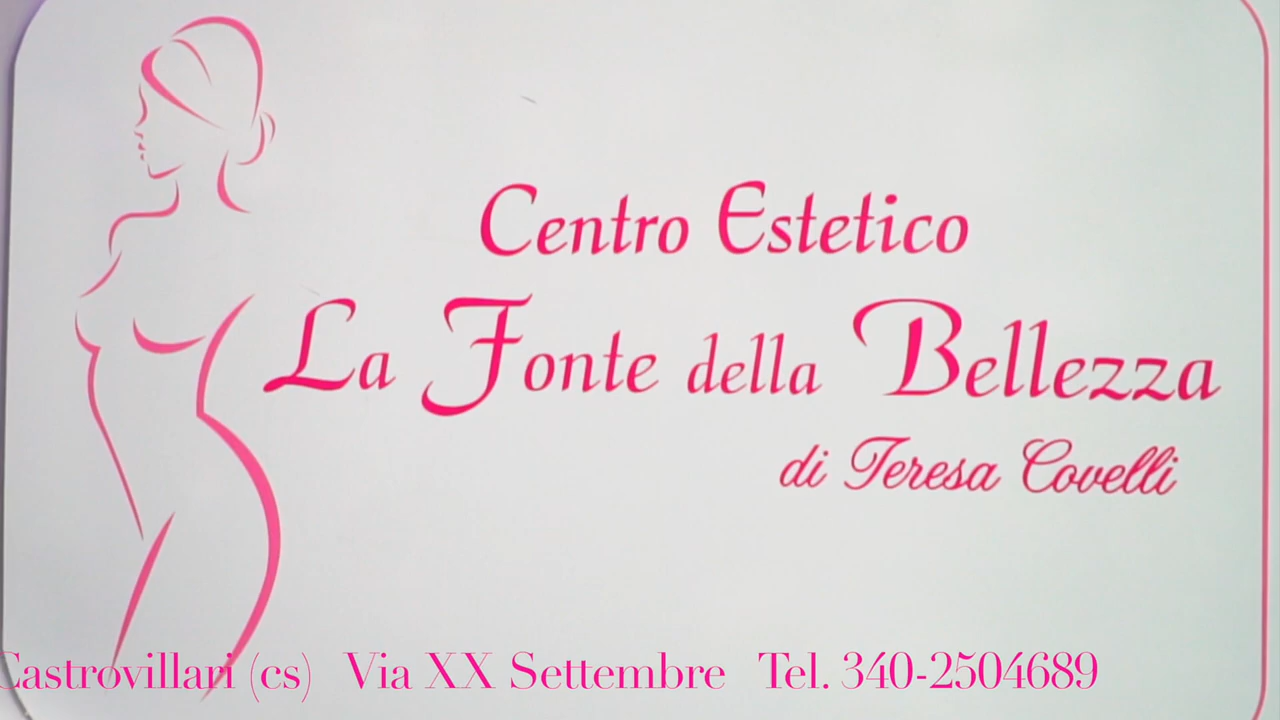 Centro Estetico
La Fonte della Bellezza
di Teresa Covelli
Castrovillari (cs) Via XX Settembre Tel. 340-2504689